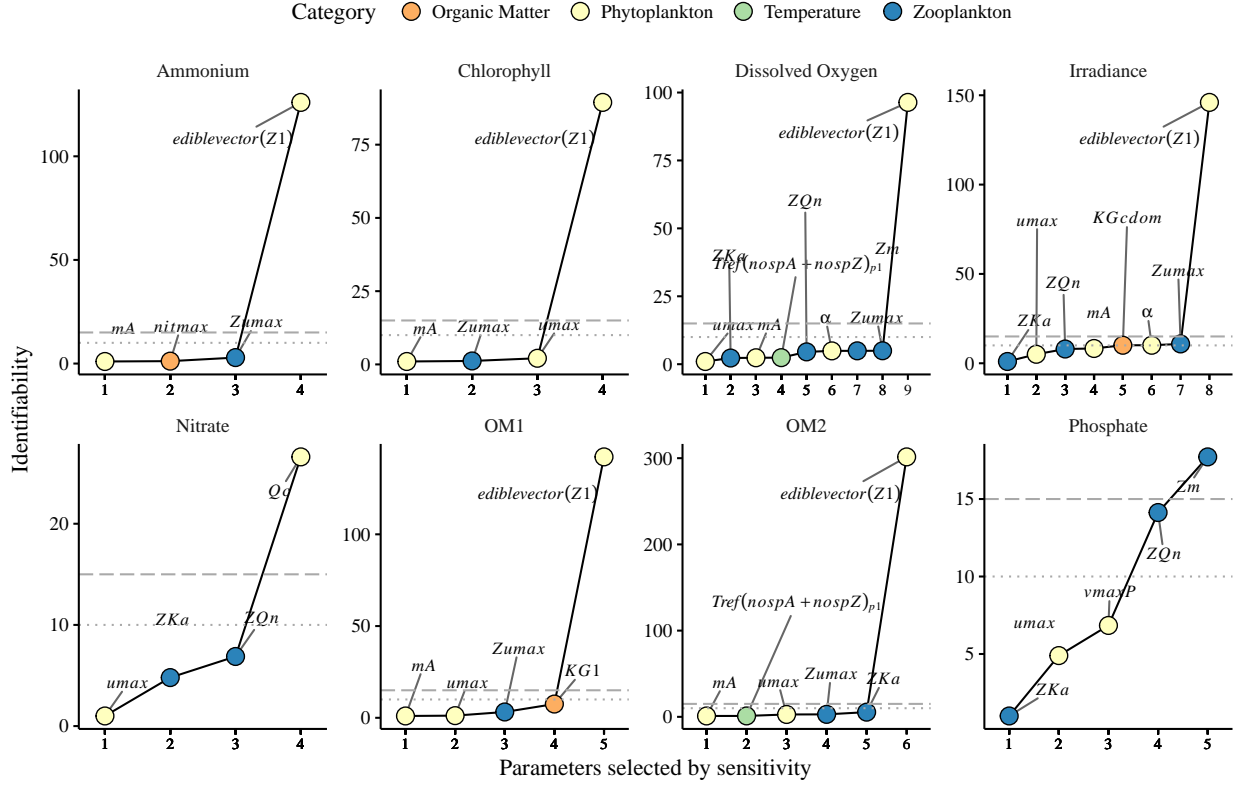 Category Organic Matter Phytoplankton Temperature Zooplankton
Identifiability
Ammonium
100
50
0
ediblevector(Z1)
mA nitmax Zumax
1 2 3 4
Chlorophyll
75
50
25
0
ediblevector(Z1)
mA Zumax umax
1 2 3 4
Dissolved Oxygen
100
75
50
25
0
ediblevector(Z1)
ZQn
Zm
ZKa
Tref(nospA + nospZ)p1
umax mA α Zumax
1 2 3 4 5 6 7 8 9
Irradiance
150
100
50
0
ediblevector(Z1)
umax KGcdom
Zumax
ZQn
ZKa mA α
1 2 3 4 5 6 7 8
Nitrate
20
10
0
Qc
ZKa ZQn
umax
1 2 3 4
OM1
100
50
0
ediblevector(Z1)
Zumax
mA KG1
umax
1 2 3 4 5
OM2
300
200
100
0
ediblevector(Z1)
Tref(nospA + nospZ)p1
mA umax Zumax ZKa
1 2 3 4 5 6
Phosphate
15
10
5
Zm
ZQn
vmaxP
umax
ZKa
1 2 3 4 5
Parameters selected by sensitivity